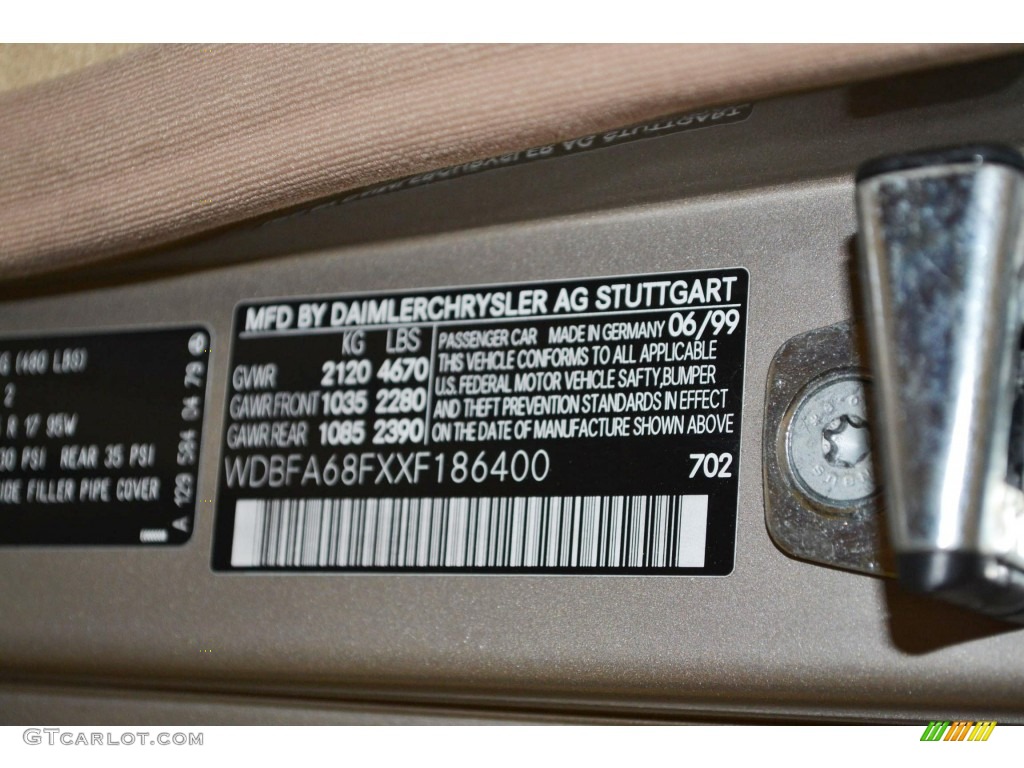 MFD BY DAIMLERCHRYSLER AG STUTTGART
KG LBS
GVWR 2120 4670
GAWR FRONT 1035 2280
GAWR REAR 1085 2390
PASSENGER CAR MADE IN GERMANY 06/99
THIS VEHICLE CONFORMS TO ALL APPLICABLE
U.S. FEDERAL MOTOR VEHICLE SAFTY, BUMPER
AND THEFT PREVENTION STANDARDS IN EFFECT
ON THE DATE OF MANUFACTURE SHOWN ABOVE
WDBFA68FXXF186400 702
G (480 LBS)
2
R 17 95W
30 PSI REAR 35 PSI
IDE FILLER PIPE COVER
A 129 584 04 79
GTCARLOT.COM